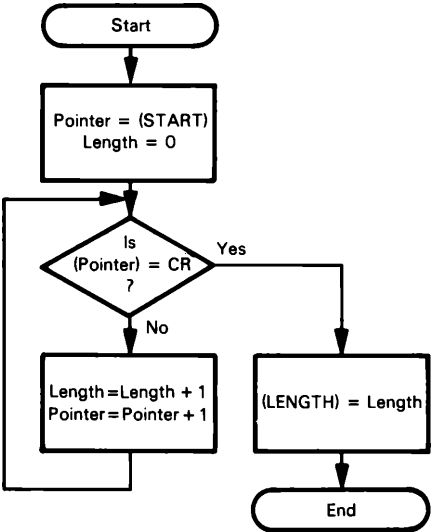 Start
Pointer = (START)
Length = 0
Is
(Pointer) = CR
?
Yes
No
Length = Length + 1
Pointer = Pointer + 1
(LENGTH) = Length
End